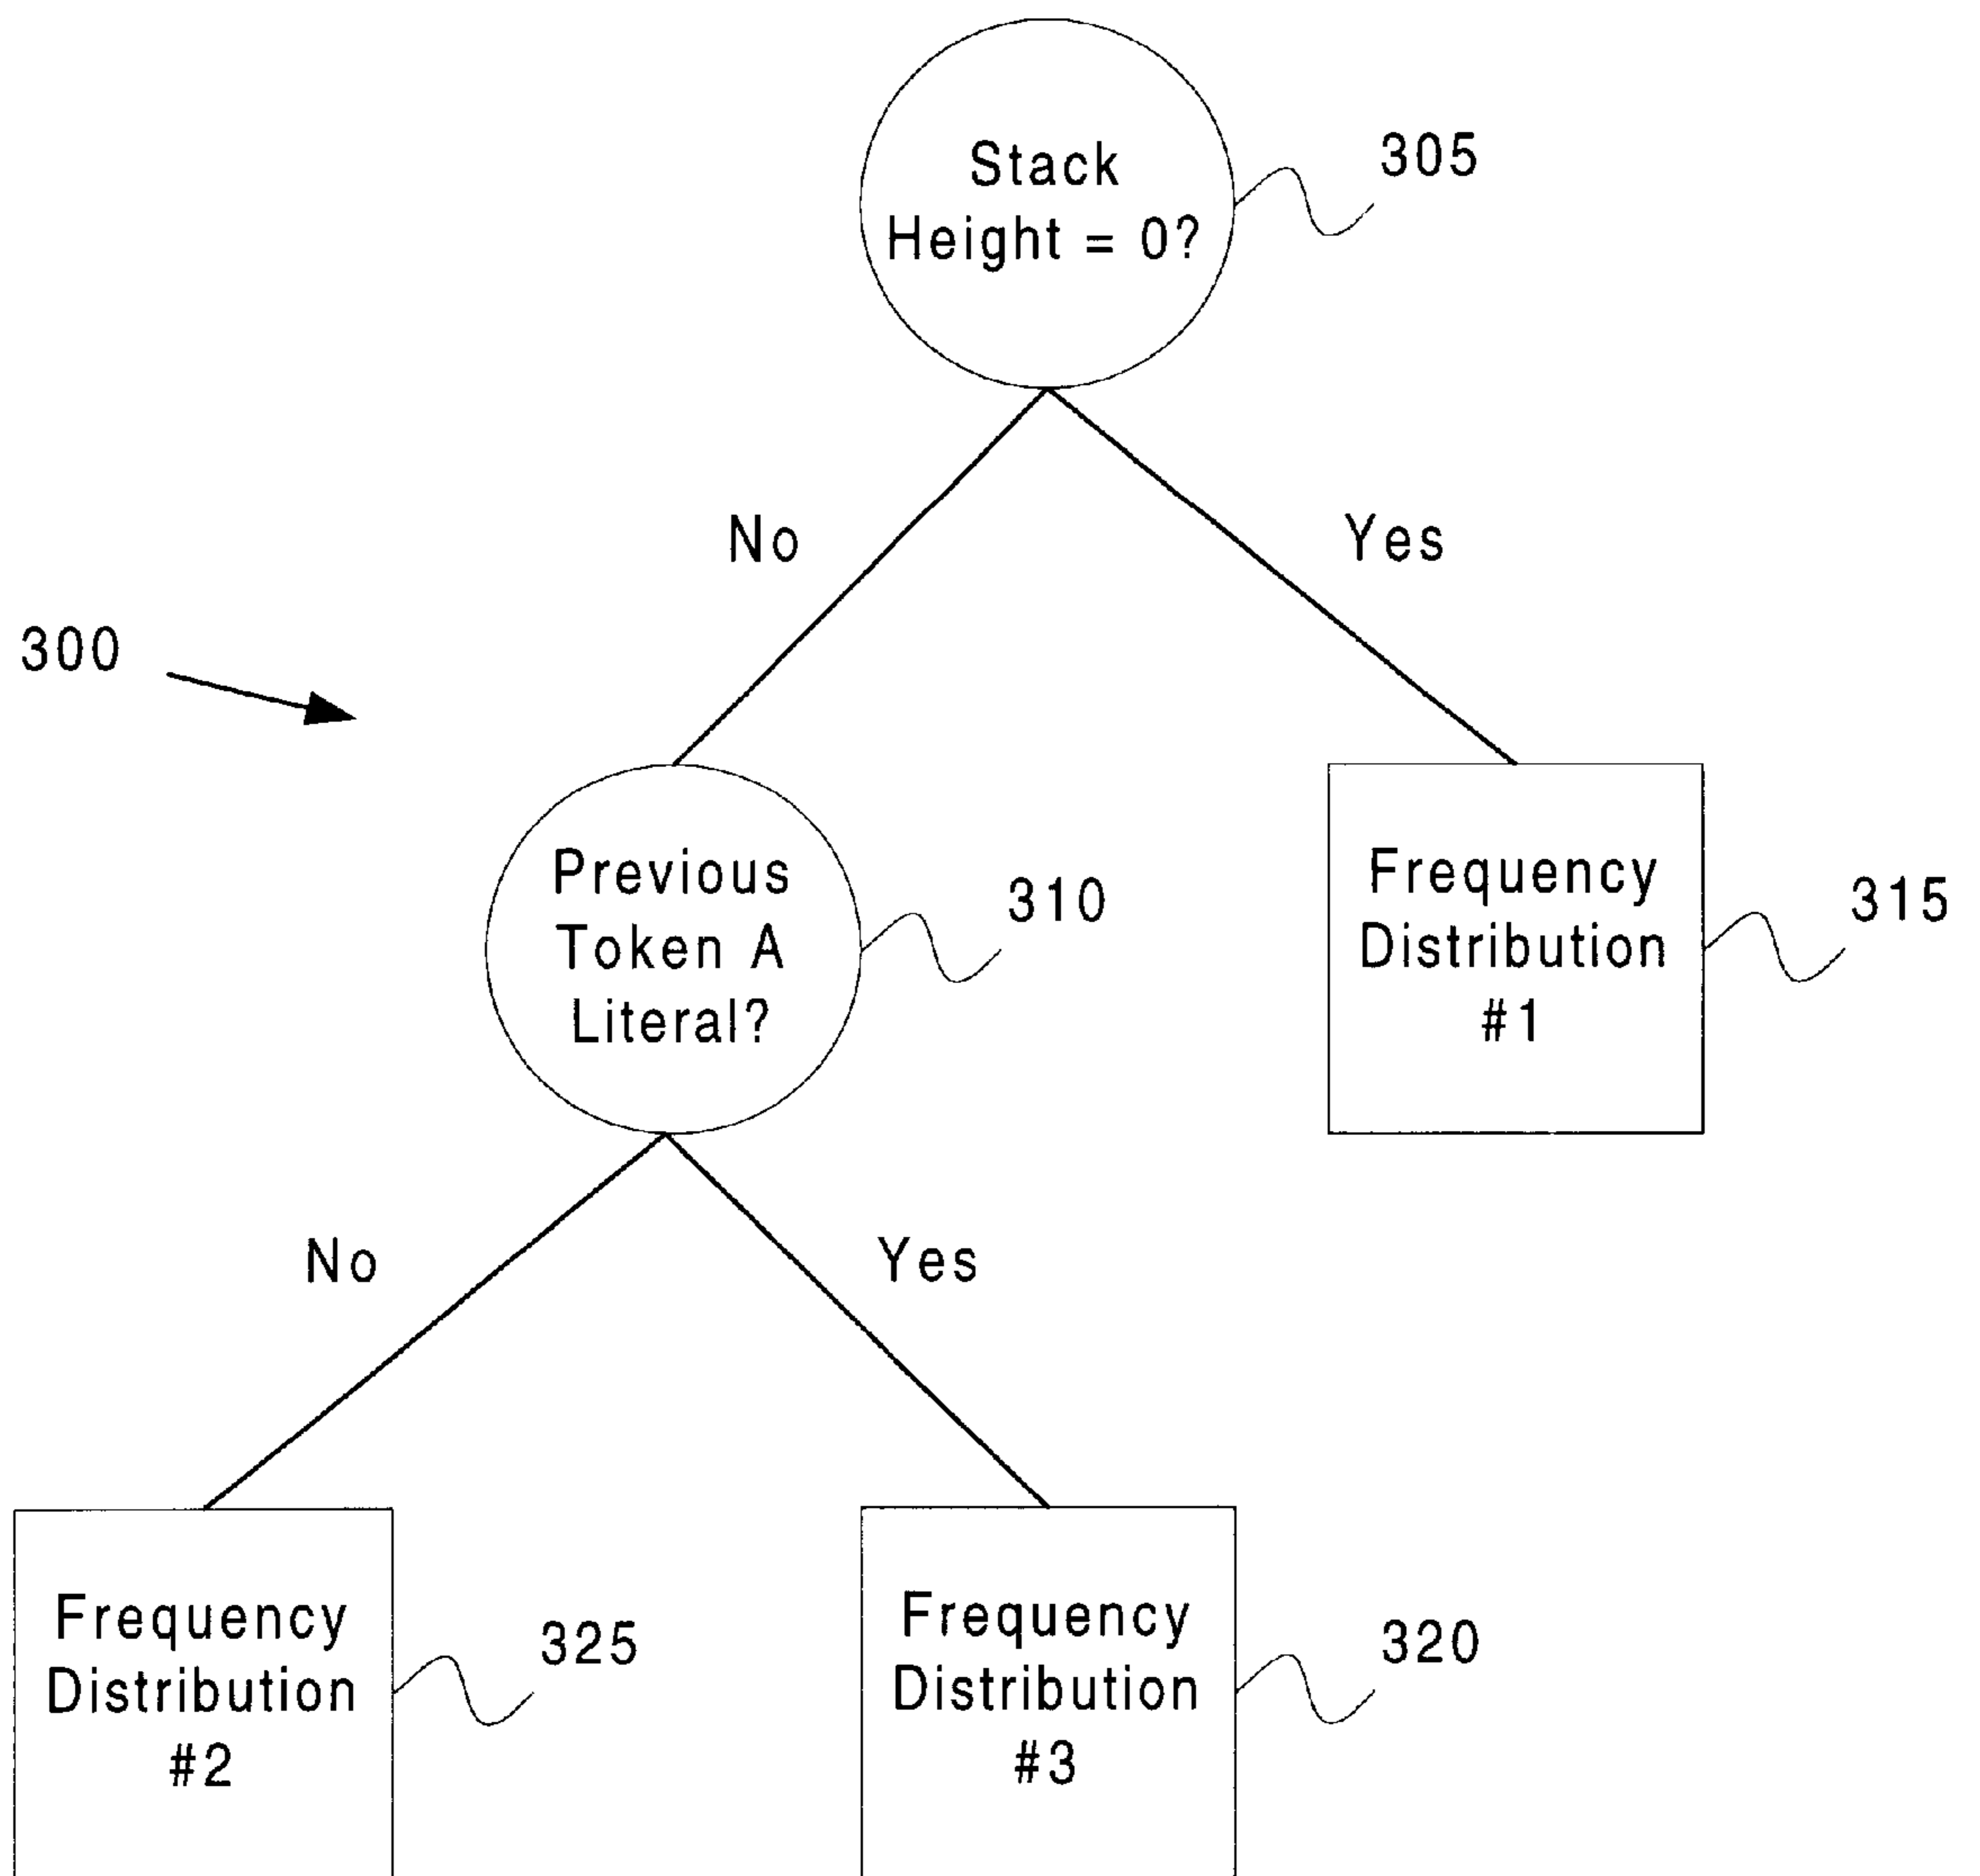 Stack
Height = 0?
305
No
Yes
300
Previous
Token A
Literal?
310
Frequency
Distribution
#1
315
No
Yes
Frequency
Distribution
#2
325
Frequency
Distribution
#3
320